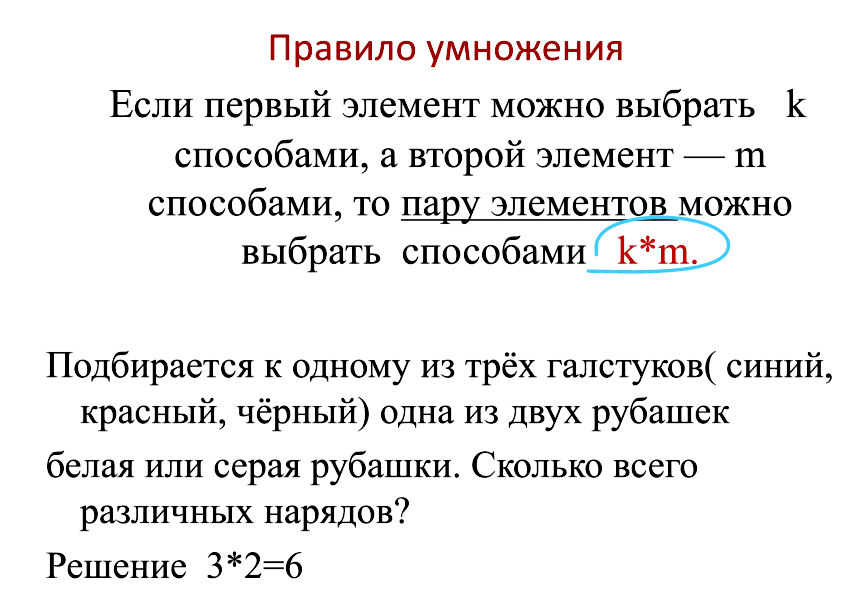 Правило умножения
Если первый элемент можно выбрать k
способами, а второй элемент — m
способами, то пару элементов можно
выбрать способами k*m.
Подбирается к одному из трёх галстуков( синий,
красный, чёрный) одна из двух рубашек
белая или серая рубашки. Сколько всего
различных нарядов?
Решение 3*2=6